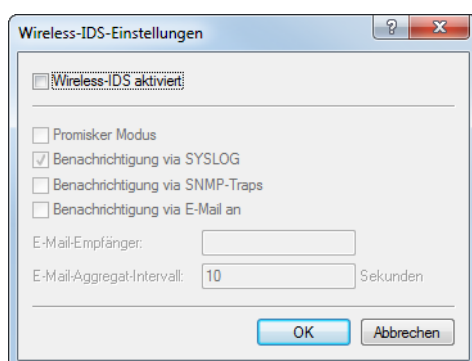 Wireless-IDS-Einstellungen
Wireless-IDS aktiviert
Promisker Modus
Benachrichtigung via SYSLOG
Benachrichtigung via SNMP-Traps
Benachrichtigung via E-Mail an
E-Mail-Empfänger:
E-Mail-Aggregat-Intervall: 10 Sekunden
OK Abbrechen